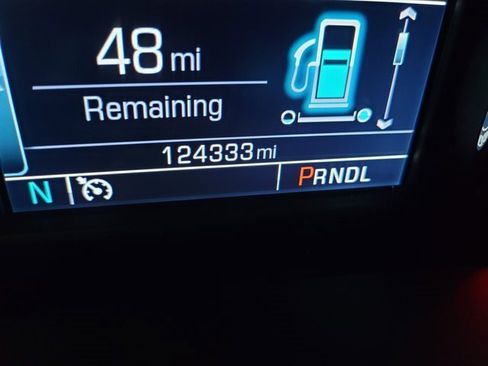 48 mi
Remaining
124333 mi
N PRNDL